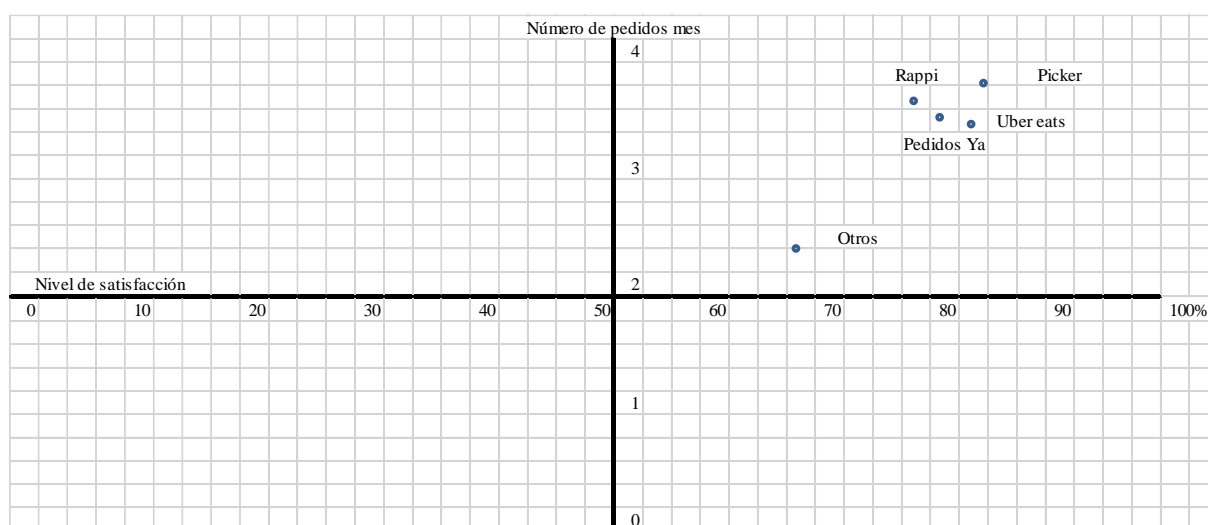 Número de pedidos mes
4
Rappi
Picker
Uber eats
Pedidos Ya
3
Otros
Nivel de satisfacción
2
0 10 20 30 40 50 60 70 80 90 100%
1
0